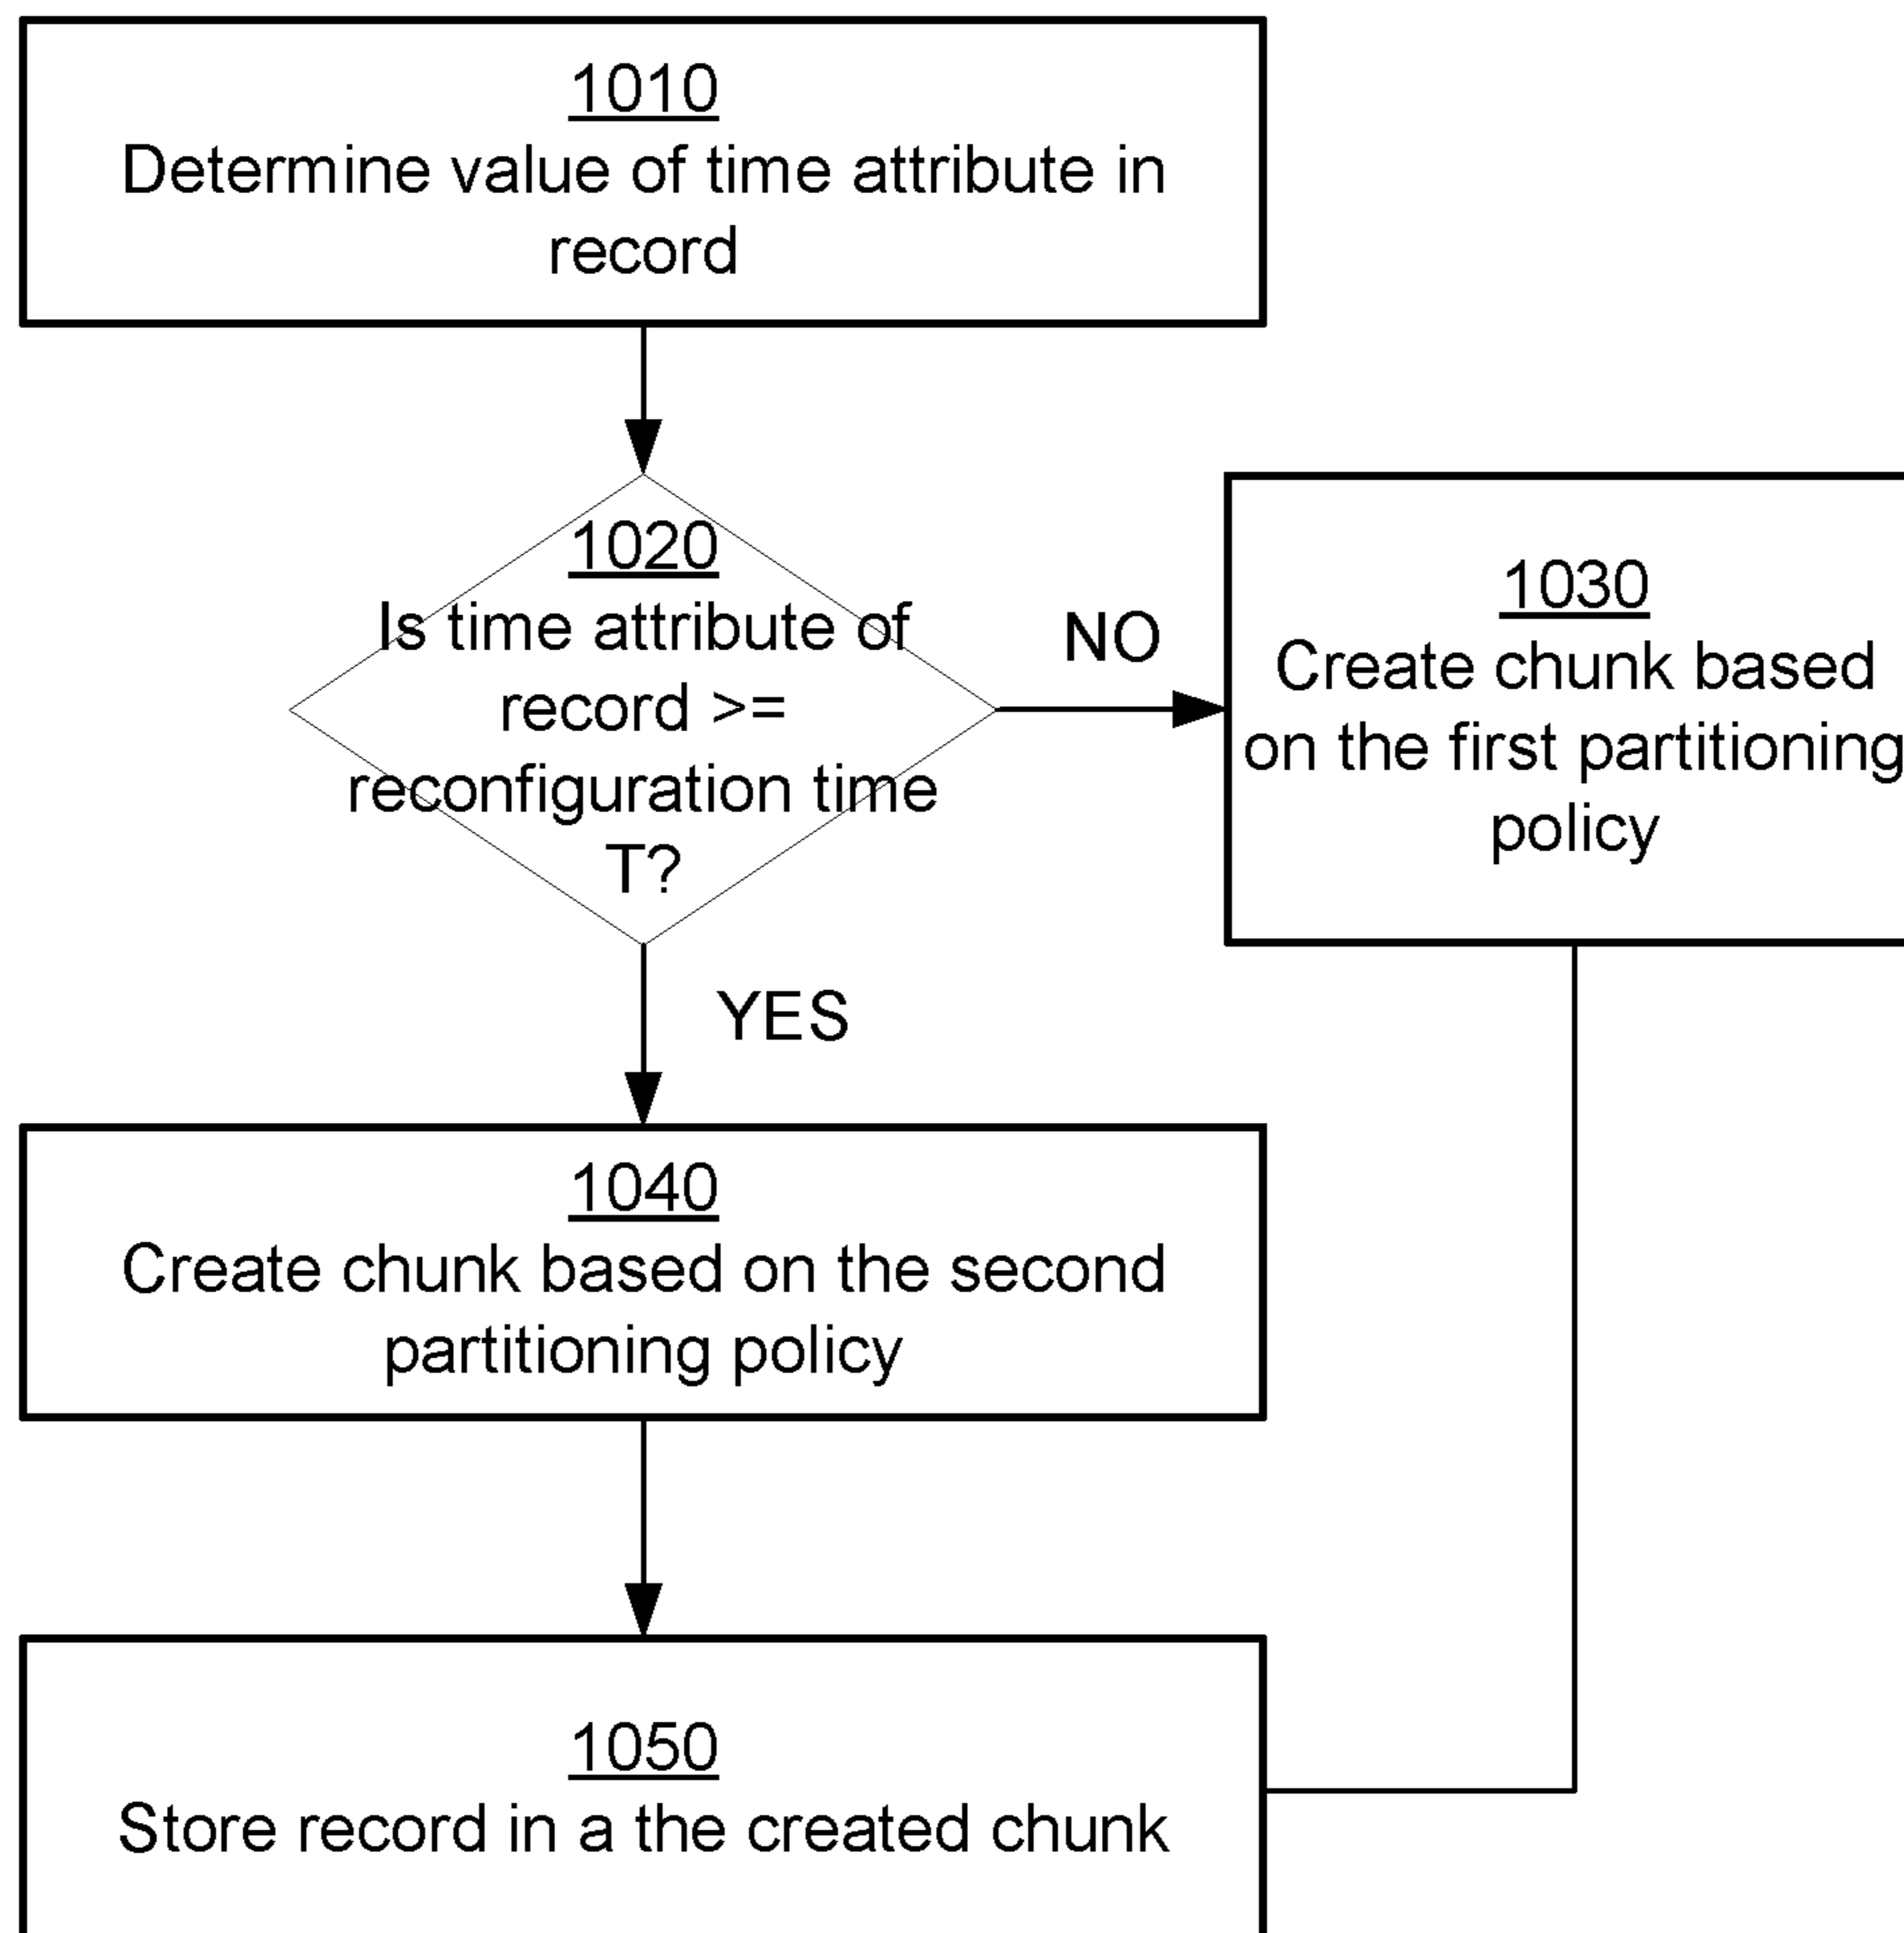 1010
Determine value of time attribute in
record
1020
Is time attribute of
record >=
reconfiguration time
T?
NO
1030
Create chunk based
on the first partitioning
policy
YES
1040
Create chunk based on the second
partitioning policy
1050
Store record in a the created chunk